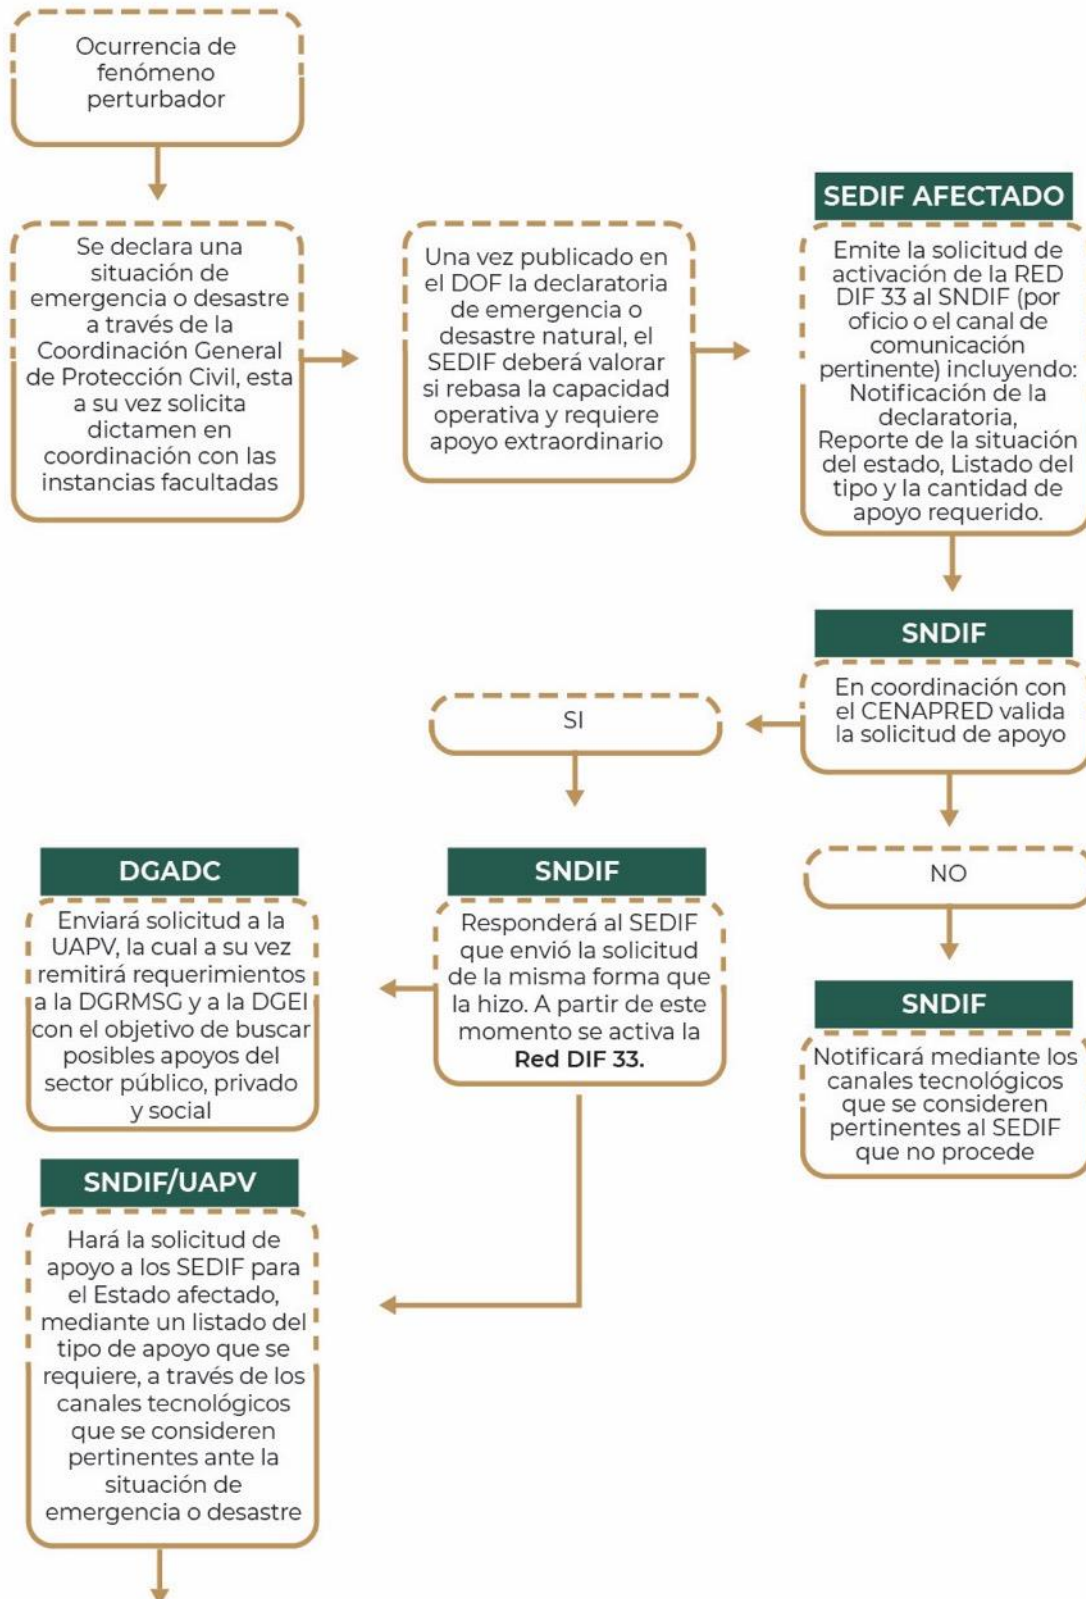 Ocurrencia de
fenómeno
perturbador
Se declara una
situación de
emergencia o desastre
a través de la
Coordinación General
de Protección Civil, esta
a su vez solicita
dictamen en
coordinación con las
instancias facultadas
Una vez publicado en
el DOF la declaratoria
de emergencia o
desastre natural, el
SEDIF deberá valorar
si rebasa la capacidad
operativa y requiere
apoyo extraordinario
SEDIF AFECTADO
Emite la solicitud de
activación de la RED
DIF 33 al SNDIF (por
oficio o el canal de
comunicación
pertinente) incluyendo:
Notificación de la
declaratoria,
Reporte de la situación
del estado, Listado del
tipo y la cantidad de
apoyo requerido.
SNDIF
En coordinación con
el CENAPRED valida
la solicitud de apoyo
SI
NO
SNDIF
Notificará mediante los
canales tecnológicos
que se consideren
pertinentes al SEDIF
que no procede
SNDIF
Responderá al SEDIF
que envió la solicitud
de la misma forma que
la hizo. A partir de este
momento se activa la
Red DIF 33.
DGADC
Enviará solicitud a la
UAPV, la cual a su vez
remitirá requerimientos
a la DGRMSG y a la DGEI
con el objetivo de buscar
posibles apoyos del
sector público, privado
y social
SNDIF/UAPV
Hará la solicitud de
apoyo a los SEDIF para
el Estado afectado,
mediante un listado del
tipo de apoyo que se
requiere, a través de los
canales tecnológicos
que se consideren
pertinentes ante la
situación de
emergencia o desastre